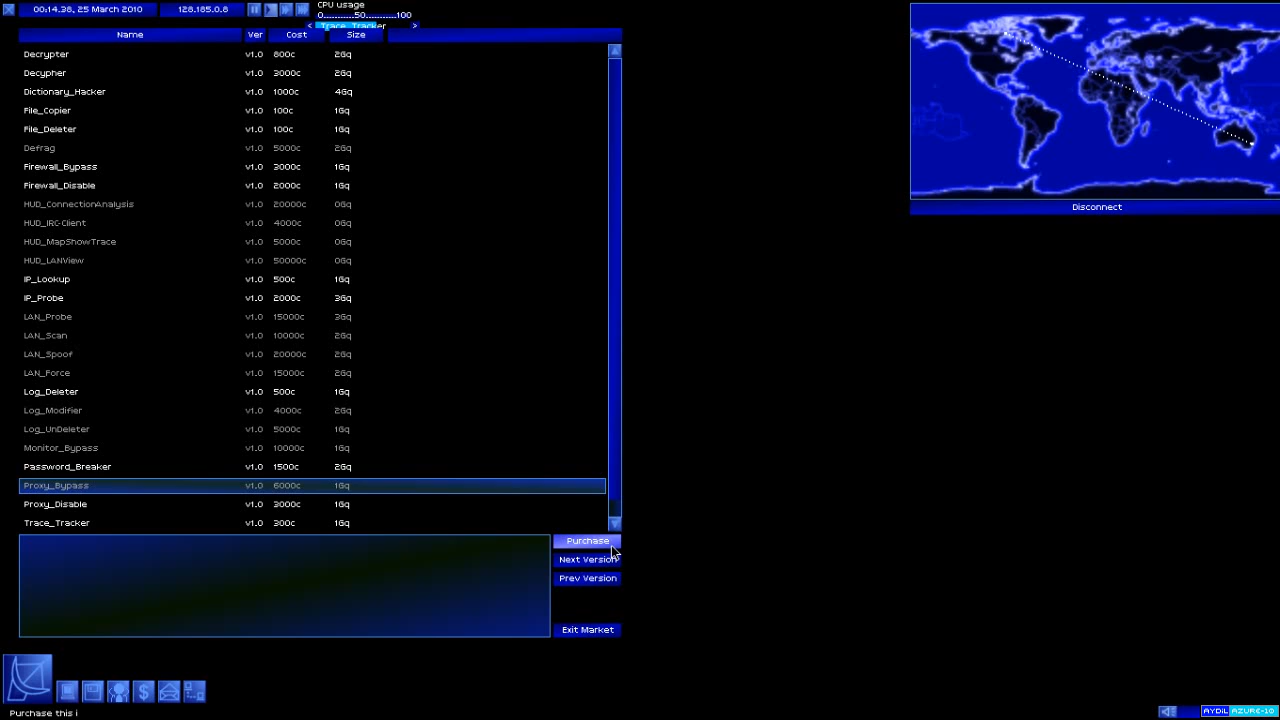 00:14.38, 25 March 2010 128.185.0.8
CPU usage
0..........50..........100
< Trace_Tracker >
Name Ver Cost Size
Decrypter v1.0 800c 2Gq
Decypher v1.0 3000c 2Gq
Dictionary_Hacker v1.0 1000c 4Gq
File_Copier v1.0 100c 1Gq
File_Deleter v1.0 100c 1Gq
Defrag v1.0 5000c 2Gq
Firewall_Bypass v1.0 3000c 1Gq
Firewall_Disable v1.0 2000c 1Gq
HUD_ConnectionAnalysis v1.0 20000c 0Gq
HUD_IRC-Client v1.0 4000c 0Gq
HUD_MapShowTrace v1.0 5000c 0Gq
HUD_LANView v1.0 50000c 0Gq
IP_Lookup v1.0 500c 1Gq
IP_Probe v1.0 2000c 3Gq
LAN_Probe v1.0 15000c 3Gq
LAN_Scan v1.0 10000c 2Gq
LAN_Spoof v1.0 20000c 2Gq
LAN_Force v1.0 15000c 2Gq
Log_Deleter v1.0 500c 1Gq
Log_Modifier v1.0 4000c 2Gq
Log_UnDeleter v1.0 5000c 1Gq
Monitor_Bypass v1.0 10000c 1Gq
Password_Breaker v1.0 1500c 2Gq
Proxy_Bypass v1.0 6000c 1Gq
Proxy_Disable v1.0 3000c 1Gq
Trace_Tracker v1.0 300c 1Gq
Purchase
Next Version
Prev Version
Exit Market
Disconnect
$
Purchase this i
AYDIL AZURE-10